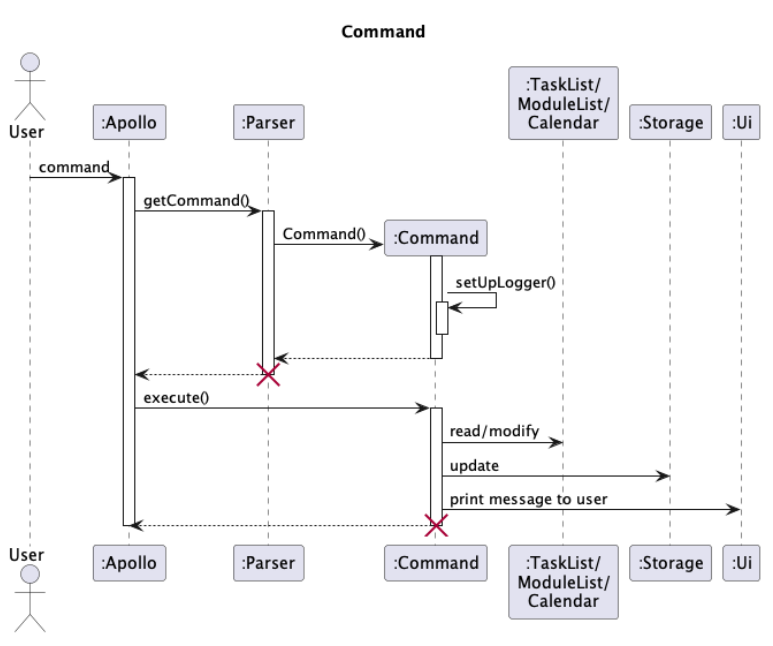 Command
User
:Apollo
:Parser
:TaskList/
ModuleList/
Calendar
:Storage
:Ui
command
getCommand()
Command()
:Command
setUpLogger()
execute()
read/modify
update
print message to user
User
:Apollo
:Parser
:Command
:TaskList/
ModuleList/
Calendar
:Storage
:Ui